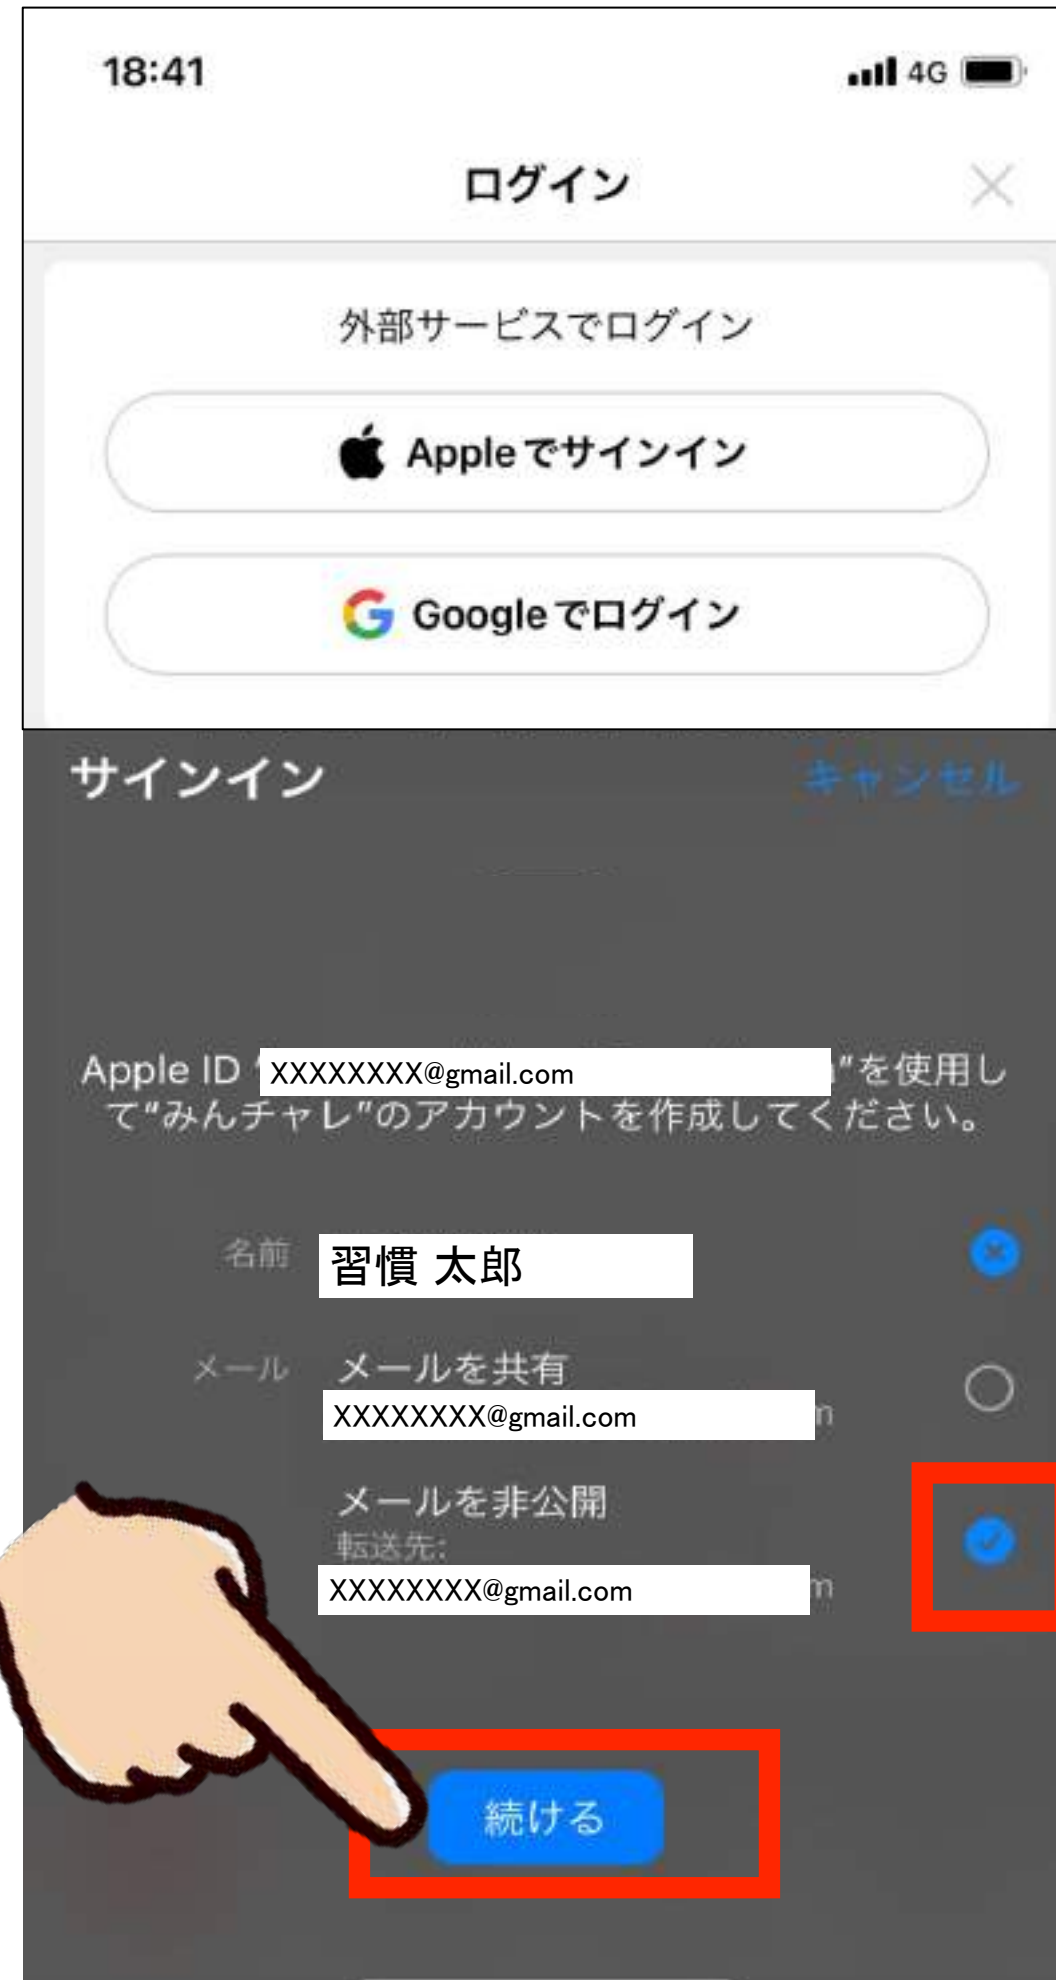 18:41
4G
ログイン
外部サービスでログイン
Appleでサインイン
Googleでログイン
サインイン
キャンセル
Apple ID "XXXXXXXX@gmail.com"を使用し
て"みんチャレ"のアカウントを作成してください。
名前 習慣 太郎
メール メールを共有
XXXXXXXX@gmail.com m
メールを非公開
転送先:
XXXXXXXX@gmail.com m
続ける